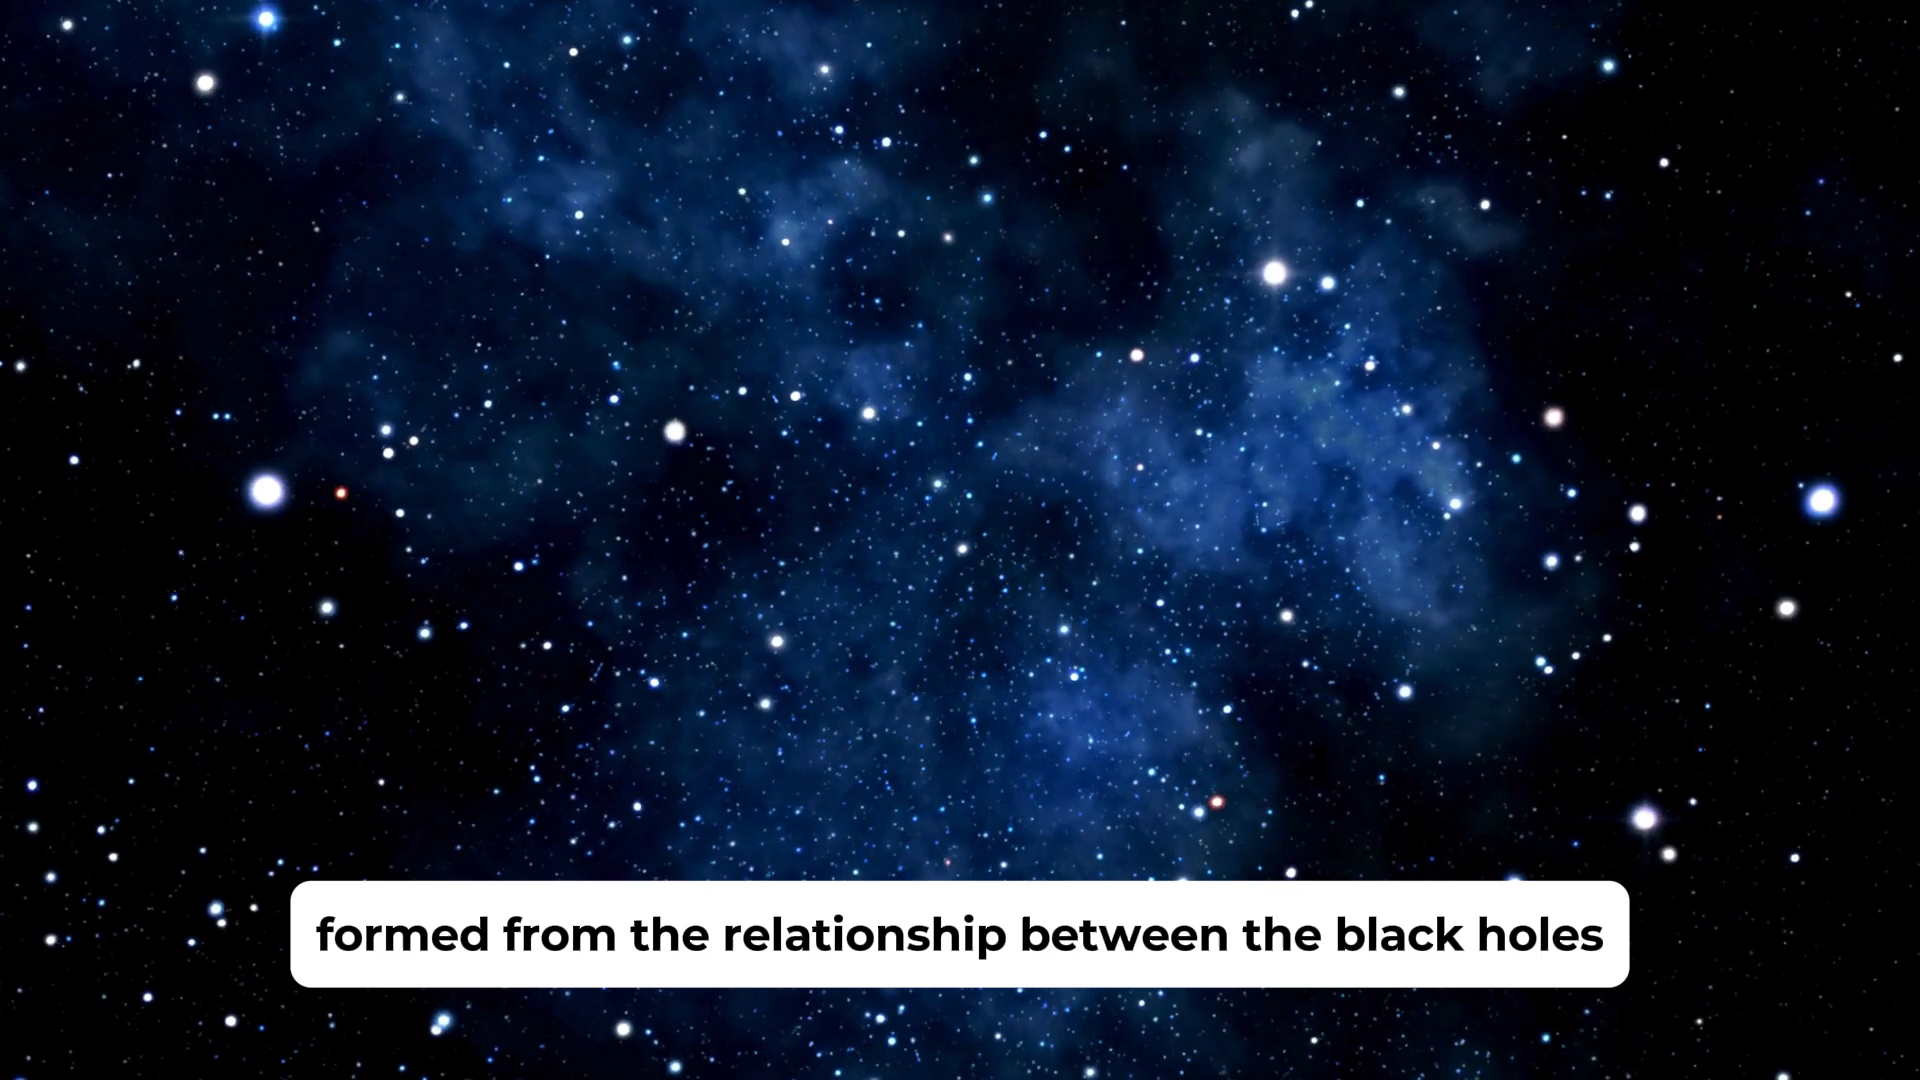 formed from the relationship between the black holes